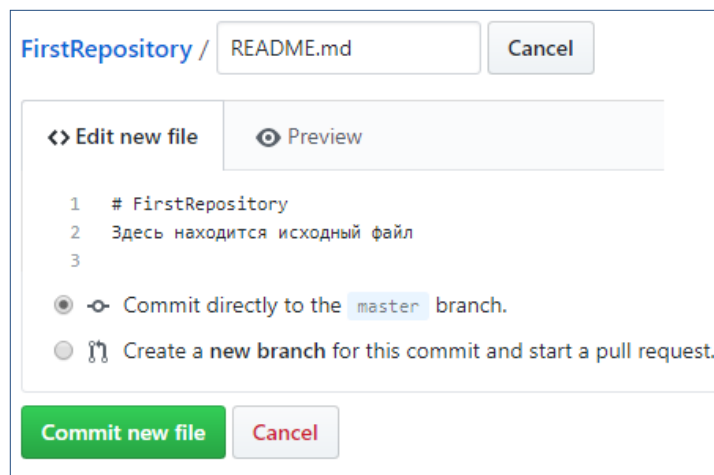 FirstRepository / README.md Cancel
<> Edit new file Preview
1 # FirstRepository
2 Здесь находится исходный файл
3
Commit directly to the master branch.
Create a new branch for this commit and start a pull request.
Commit new file Cancel